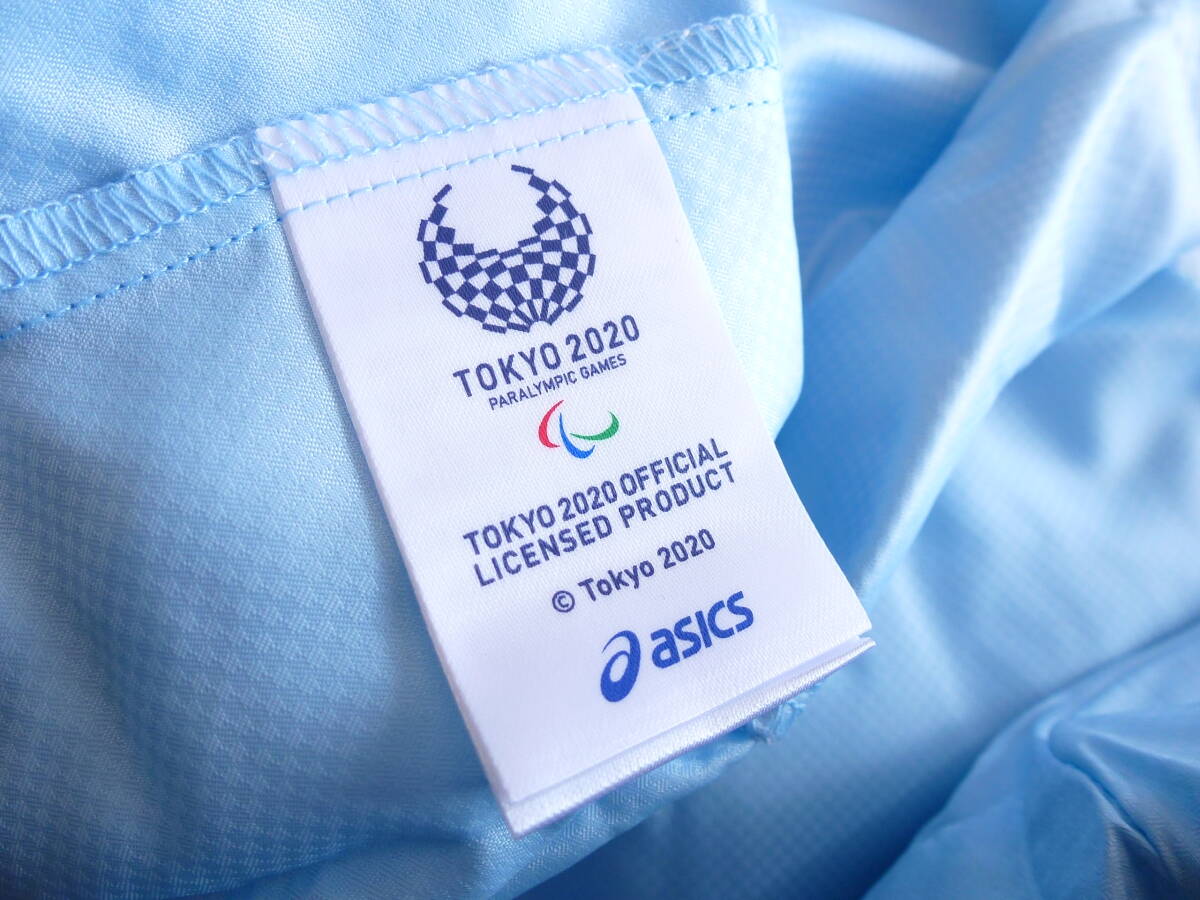 TOKYO 2020
PARALYMPIC GAMES
TOKYO 2020 OFFICIAL
LICENSED PRODUCT
© Tokyo 2020
asics